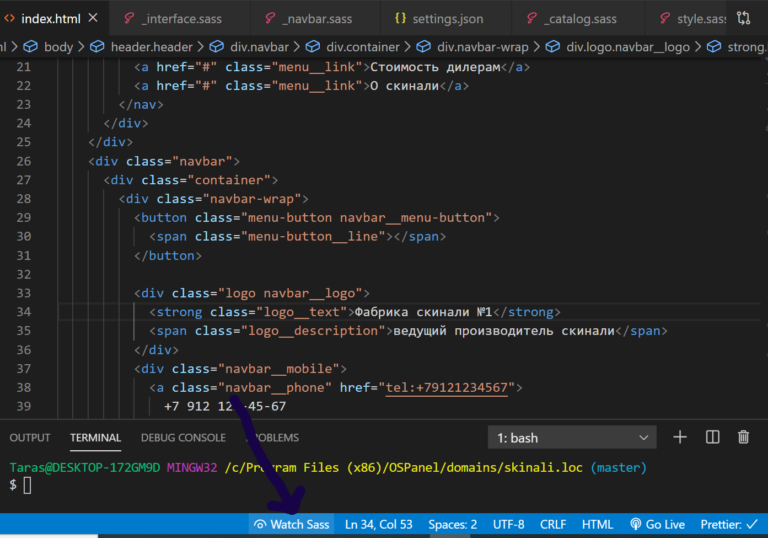 index.html _interface.sass _navbar.sass settings.json _catalog.sass style.sass
body > header.header > div.navbar > div.container > div.navbar-wrap > div.logo.navbar__logo >
21 <a href="#" class="menu__link">Стоимость дилерам</a>
22 <a href="#" class="menu__link">О скинали</a>
23 </nav>
24 </div>
25 </div>
26 <div class="navbar">
27 <div class="container">
28 <div class="navbar-wrap">
29 <button class="menu-button navbar__menu-button">
30 <span class="menu-button__line"></span>
31 </button>
32
33 <div class="logo navbar__logo">
34 <strong class="logo__text">Фабрика скинали №1</strong>
35 <span class="logo__description">ведущий производитель скинали</span>
36 </div>
37 <div class="navbar__mobile">
38 <a class="navbar__phone" href="tel:+79121234567">
39 +7 912 12 -45-67
OUTPUT TERMINAL DEBUG CONSOLE PROBLEMS 1: bash
Taras@DESKTOP-172GM9D MINGW32 /c/Program Files (x86)/OSPanel/domains/skinali.loc (master)
$
Watch Sass Ln 34, Col 53 Spaces: 2 UTF-8 CRLF HTML Go Live Prettier: ✓